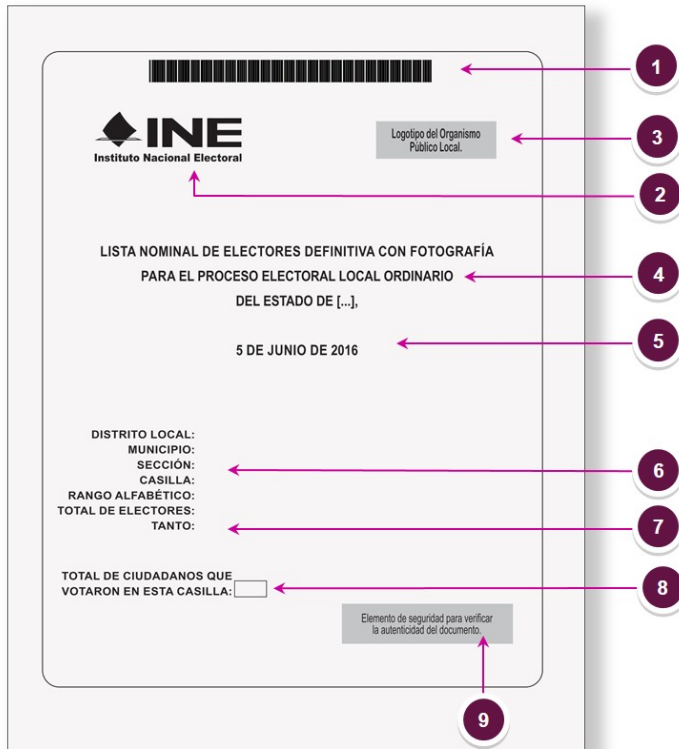 1
INE
Instituto Nacional Electoral
Logotipo del Organismo
Público Local.
3
2
LISTA NOMINAL DE ELECTORES DEFINITIVA CON FOTOGRAFÍA
PARA EL PROCESO ELECTORAL LOCAL ORDINARIO
4
DEL ESTADO DE [...],
5 DE JUNIO DE 2016
5
DISTRITO LOCAL:
MUNICIPIO:
SECCIÓN:
6
CASILLA:
RANGO ALFABÉTICO:
TOTAL DE ELECTORES:
TANTO:
7
TOTAL DE CIUDADANOS QUE
VOTARON EN ESTA CASILLA:
8
Elemento de seguridad para verificar
la autenticidad del documento.
9